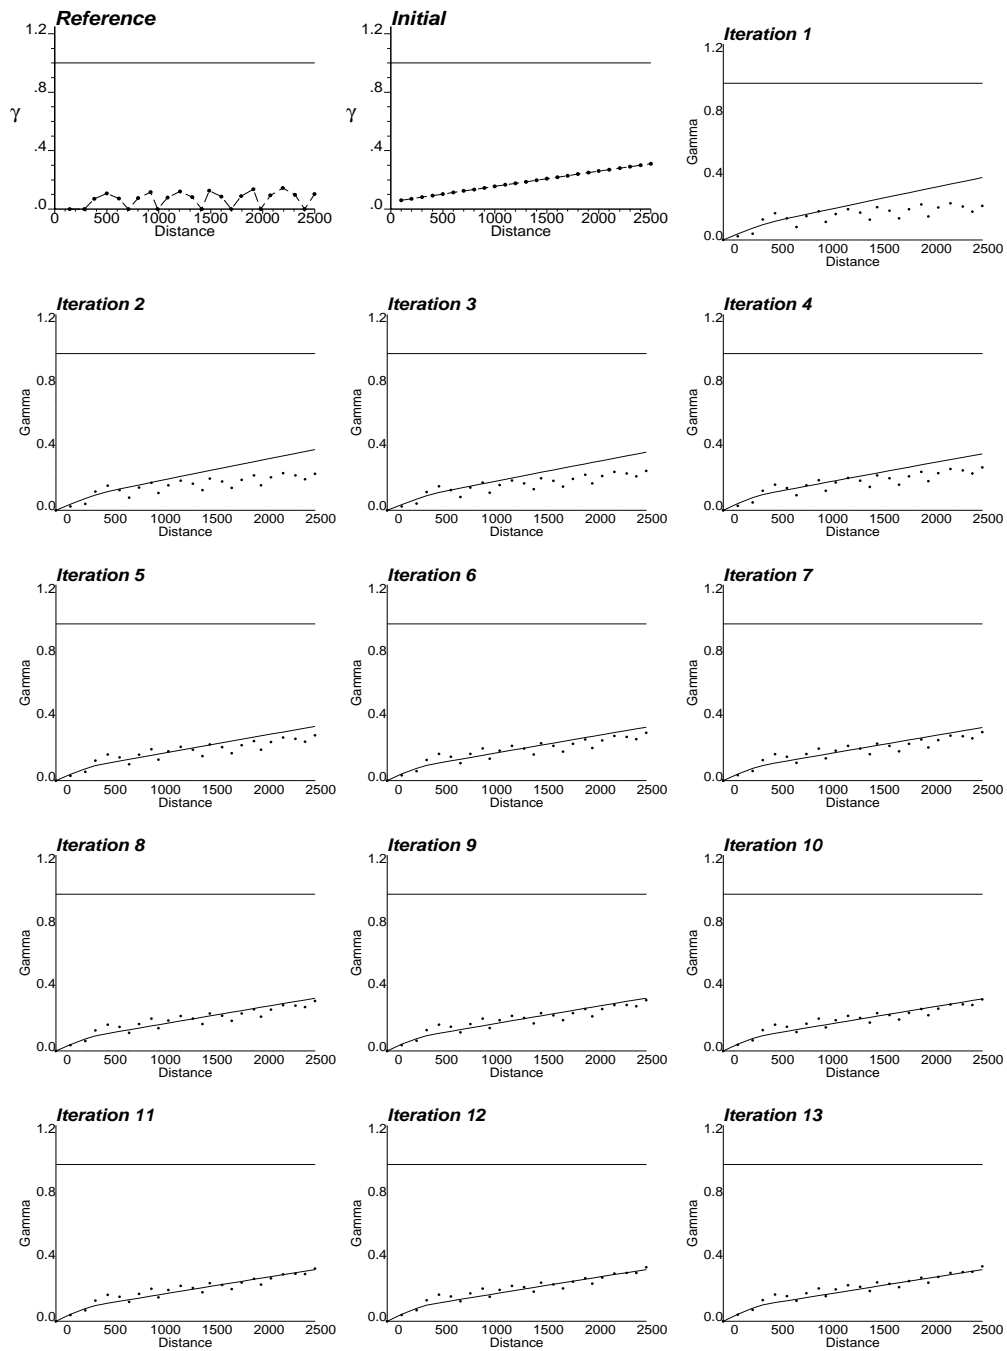 Reference
1.2
.8
γ
.4
.0
0 500 1000 1500 2000 2500
Distance
Initial
1.2
.8
γ
.4
.0
0 500 1000 1500 2000 2500
Distance
Iteration 1
1.2
0.8
Gamma
0.4
0.0
0 500 1000 1500 2000 2500
Distance
Iteration 2
1.2
0.8
Gamma
0.4
0.0
0 500 1000 1500 2000 2500
Distance
Iteration 3
1.2
0.8
Gamma
0.4
0.0
0 500 1000 1500 2000 2500
Distance
Iteration 4
1.2
0.8
Gamma
0.4
0.0
0 500 1000 1500 2000 2500
Distance
Iteration 5
1.2
0.8
Gamma
0.4
0.0
0 500 1000 1500 2000 2500
Distance
Iteration 6
1.2
0.8
Gamma
0.4
0.0
0 500 1000 1500 2000 2500
Distance
Iteration 7
1.2
0.8
Gamma
0.4
0.0
0 500 1000 1500 2000 2500
Distance
Iteration 8
1.2
0.8
Gamma
0.4
0.0
0 500 1000 1500 2000 2500
Distance
Iteration 9
1.2
0.8
Gamma
0.4
0.0
0 500 1000 1500 2000 2500
Distance
Iteration 10
1.2
0.8
Gamma
0.4
0.0
0 500 1000 1500 2000 2500
Distance
Iteration 11
1.2
0.8
Gamma
0.4
0.0
0 500 1000 1500 2000 2500
Distance
Iteration 12
1.2
0.8
Gamma
0.4
0.0
0 500 1000 1500 2000 2500
Distance
Iteration 13
1.2
0.8
Gamma
0.4
0.0
0 500 1000 1500 2000 2500
Distance